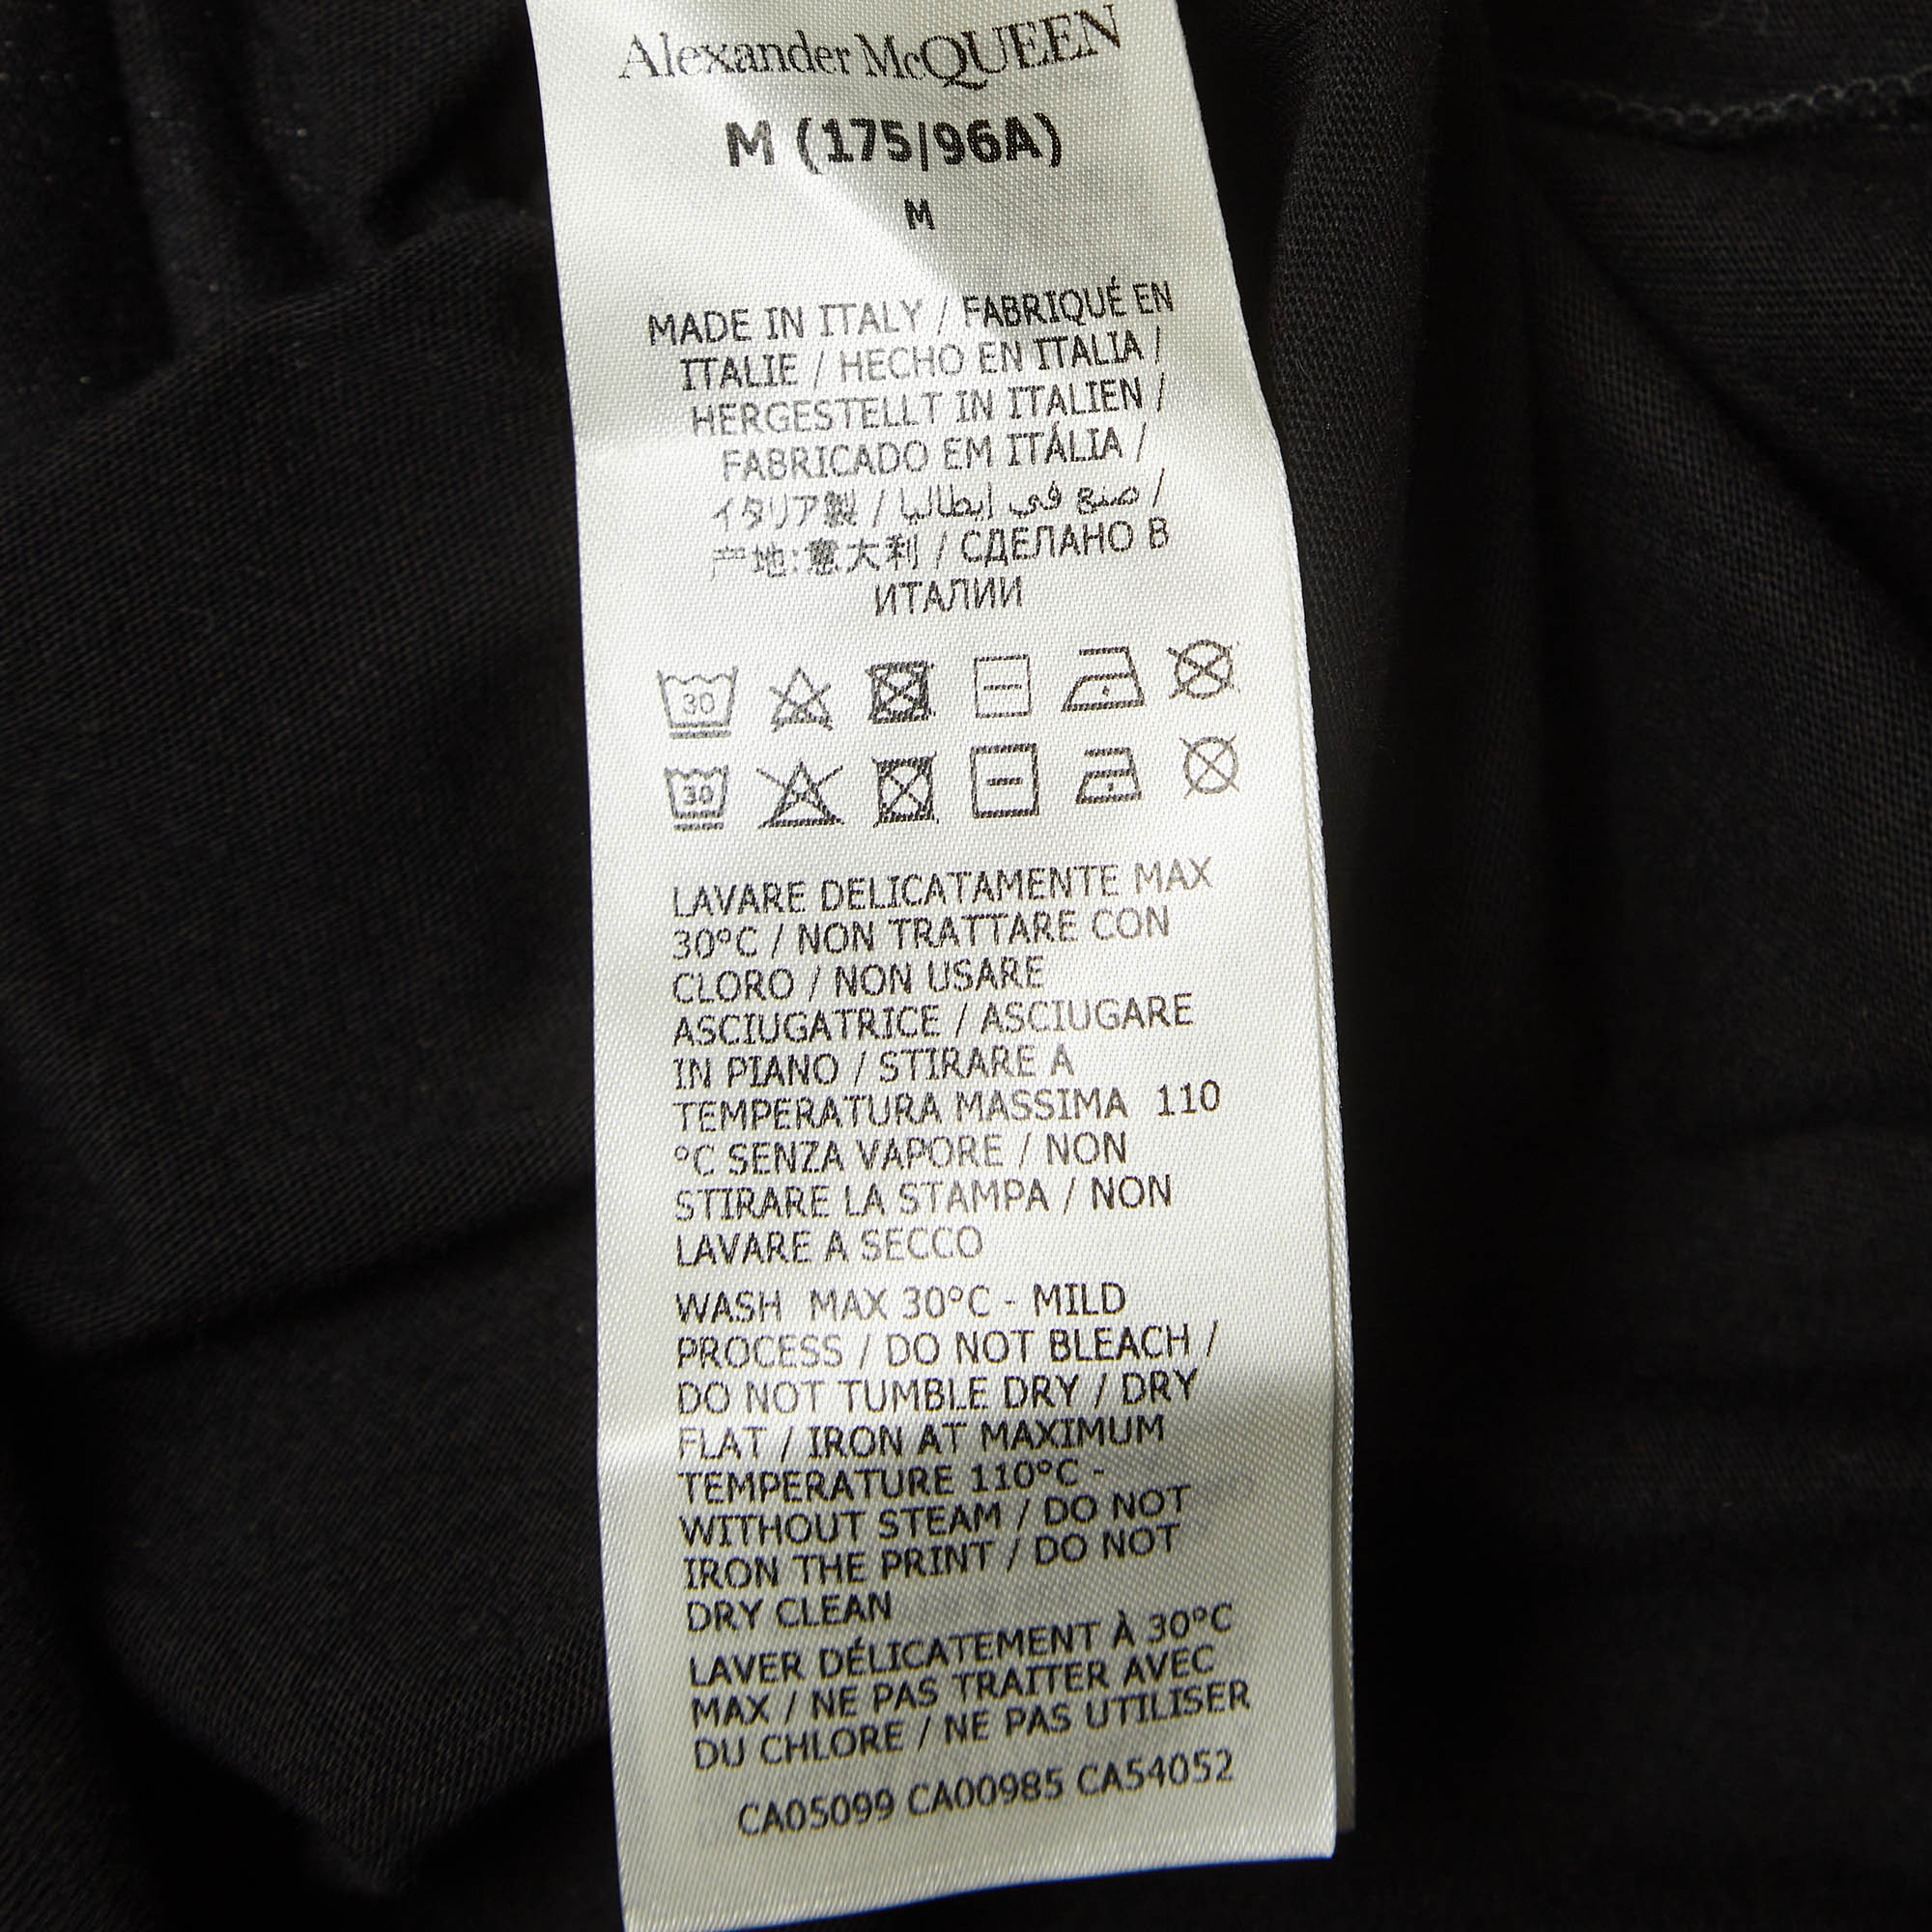 Alexander McQUEEN
M (175/96A)
M
MADE IN ITALY / FABRIQUÉ EN
ITALIE / HECHO EN ITALIA /
HERGESTELLT IN ITALIEN /
FABRICADO EM ITÁLIA /
イタリア製 / صنع في إيطاليا /
产地:意大利 / СДЕЛАНО В
ИТАЛИИ
30
30
LAVARE DELICATAMENTE MAX
30°C / NON TRATTARE CON
CLORO / NON USARE
ASCIUGATRICE / ASCIUGARE
IN PIANO / STIRARE A
TEMPERATURA MASSIMA 110
°C SENZA VAPORE / NON
STIRARE LA STAMPA / NON
LAVARE A SECCO
WASH MAX 30°C - MILD
PROCESS / DO NOT BLEACH /
DO NOT TUMBLE DRY / DRY
FLAT / IRON AT MAXIMUM
TEMPERATURE 110°C -
WITHOUT STEAM / DO NOT
IRON THE PRINT / DO NOT
DRY CLEAN
LAVER DÉLICATEMENT À 30°C
MAX / NE PAS TRAITER AVEC
DU CHLORE / NE PAS UTILISER
CA05099 CA00985 CA54052